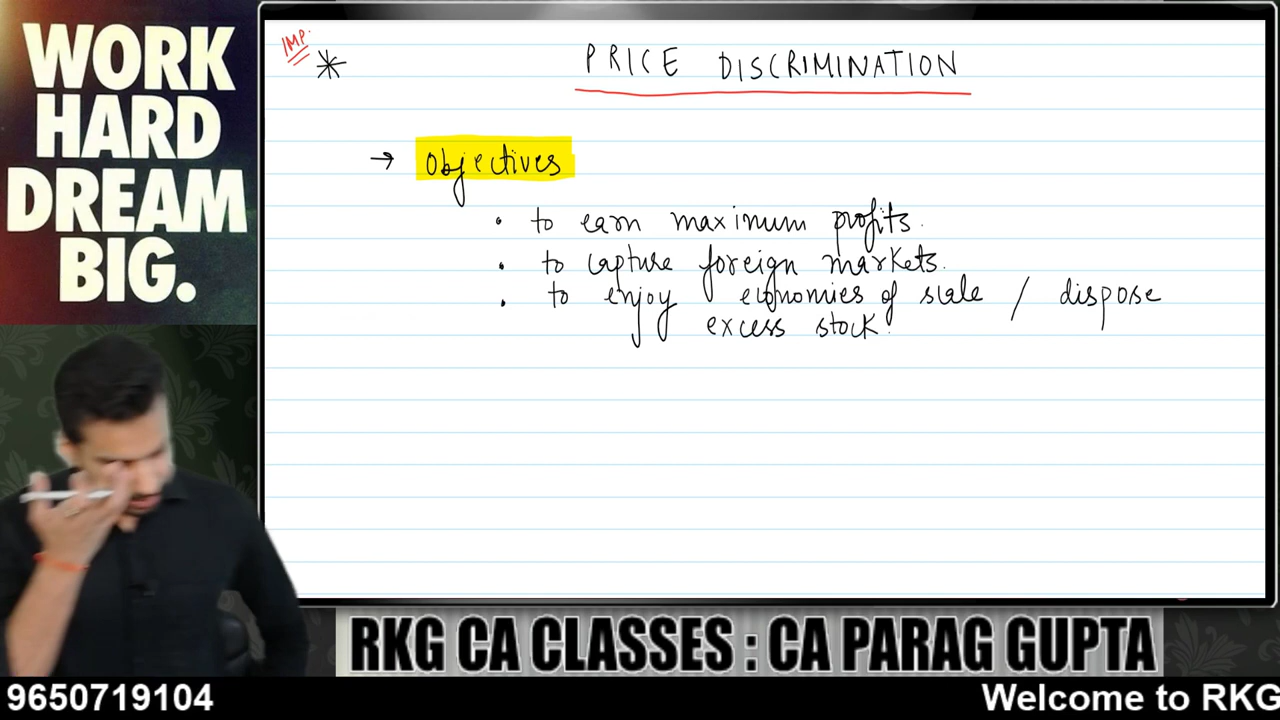 WORK
HARD
DREAM
BIG.
IMP.
* PRICE DISCRIMINATION
→ Objectives
• to earn maximum profits.
• to capture foreign markets.
• to enjoy economies of scale / dispose
excess stock.
RKG CA CLASSES : CA PARAG GUPTA
9650719104
Welcome to RKG